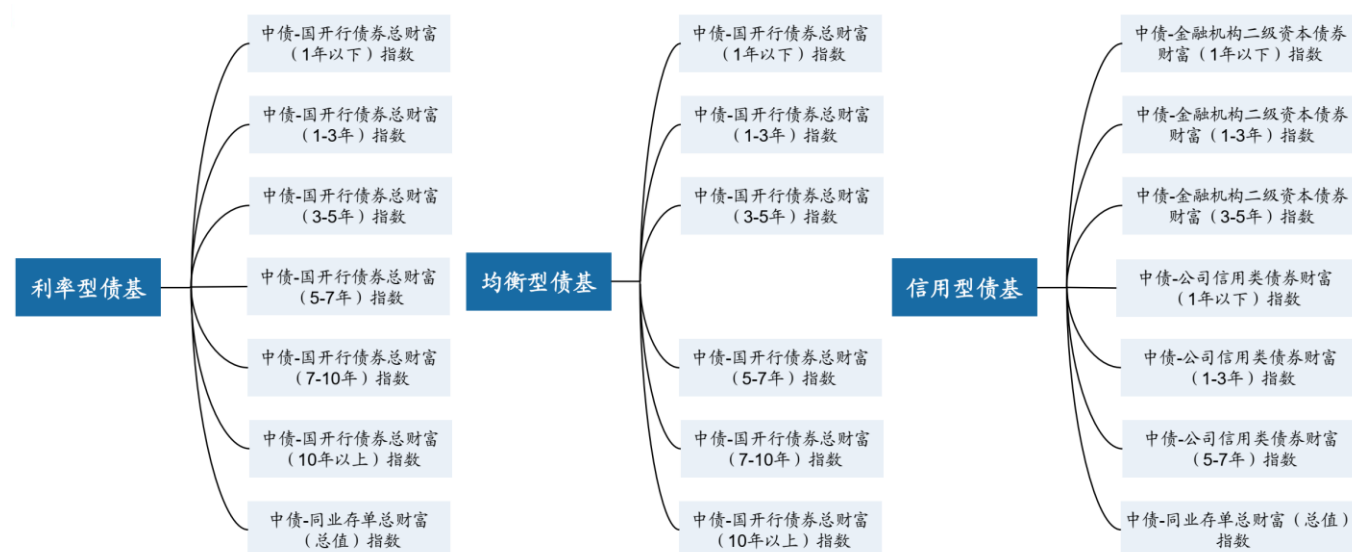 利率型债基
中债-国开行债券总财富
（1年以下）指数
中债-国开行债券总财富
（1-3年）指数
中债-国开行债券总财富
（3-5年）指数
中债-国开行债券总财富
（5-7年）指数
中债-国开行债券总财富
（7-10年）指数
中债-国开行债券总财富
（10年以上）指数
中债-同业存单总财富
（总值）指数
均衡型债基
中债-国开行债券总财富
（1年以下）指数
中债-国开行债券总财富
（1-3年）指数
中债-国开行债券总财富
（3-5年）指数
中债-国开行债券总财富
（5-7年）指数
中债-国开行债券总财富
（7-10年）指数
中债-国开行债券总财富
（10年以上）指数
信用型债基
中债-金融机构二级资本债券
财富（1年以下）指数
中债-金融机构二级资本债券
财富（1-3年）指数
中债-金融机构二级资本债券
财富（3-5年）指数
中债-公司信用类债券财富
（1年以下）指数
中债-公司信用类债券财富
（1-3年）指数
中债-公司信用类债券财富
（5-7年）指数
中债-同业存单总财富（总值）
指数